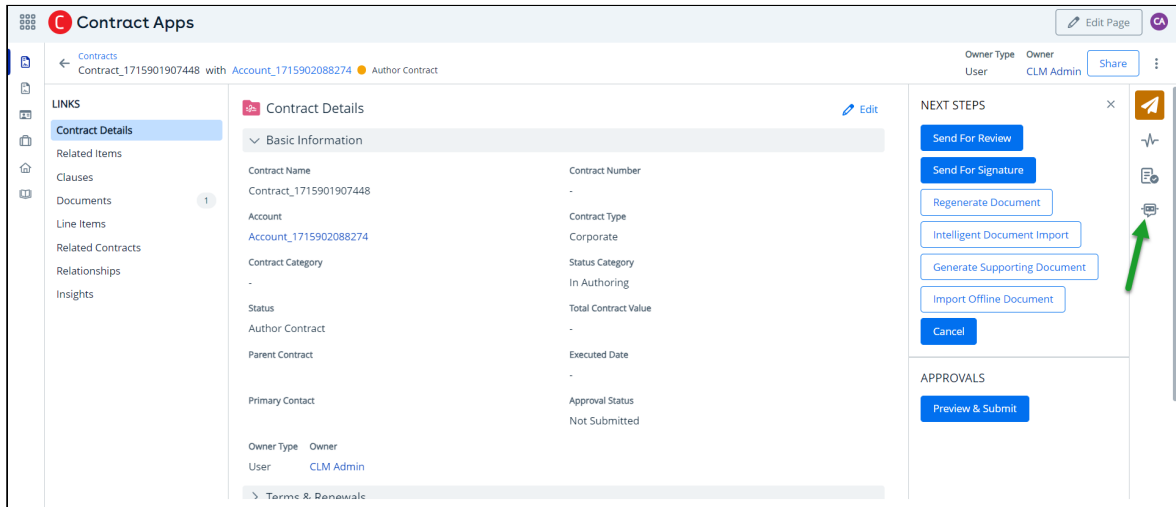 C Contract Apps
Edit Page
CA
Contracts
Contract_1715901907448 with Account_1715902088274 Author Contract
Owner Type Owner
User CLM Admin
Share
LINKS
Contract Details
Related Items
Clauses
Documents 1
Line Items
Related Contracts
Relationships
Insights
Contract Details
Edit
Basic Information
Contract Name
Contract_1715901907448
Contract Number
-
Account
Account_1715902088274
Contract Type
Corporate
Contract Category
-
Status Category
In Authoring
Status
Author Contract
Total Contract Value
-
Parent Contract
Executed Date
-
Primary Contact
Approval Status
Not Submitted
Owner Type Owner
User CLM Admin
Terms & Renewals
NEXT STEPS
Send For Review
Send For Signature
Regenerate Document
Intelligent Document Import
Generate Supporting Document
Import Offline Document
Cancel
APPROVALS
Preview & Submit